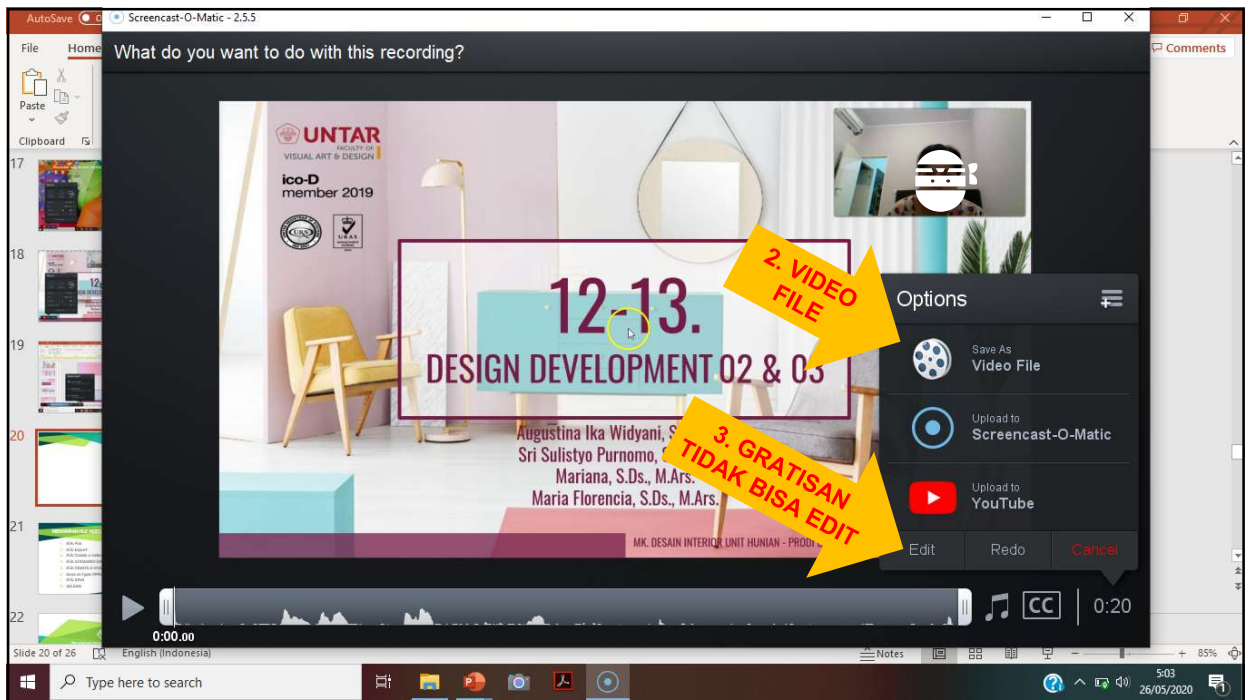 AutoSave
Screencast-O-Matic - 2.5.5
File Home
Comments
What do you want to do with this recording?
Paste
Clipboard
17
18
19
20
21
22
UNTAR
FACULTY OF
VISUAL ART & DESIGN
ico-D
member 2019
UKAS
12-13.
DESIGN DEVELOPMENT 02 & 03
Augustina Ika Widyani,
Sri Sulistyo Purnomo,
Mariana, S.Ds., M.Ars.
Maria Florencia, S.Ds., M.Ars.
MK. DESAIN INTERIOR UNIT HUNIAN - PRODI
2. VIDEO
FILE
3. GRATISAN
TIDAK BISA EDIT
Options
Save As
Video File
Upload to
Screencast-O-Matic
Upload to
YouTube
Edit Redo Cancel
CC 0:20
0:00.00
Slide 20 of 26 English (Indonesia) Notes 85%
Type here to search
5:03
26/05/2020
1